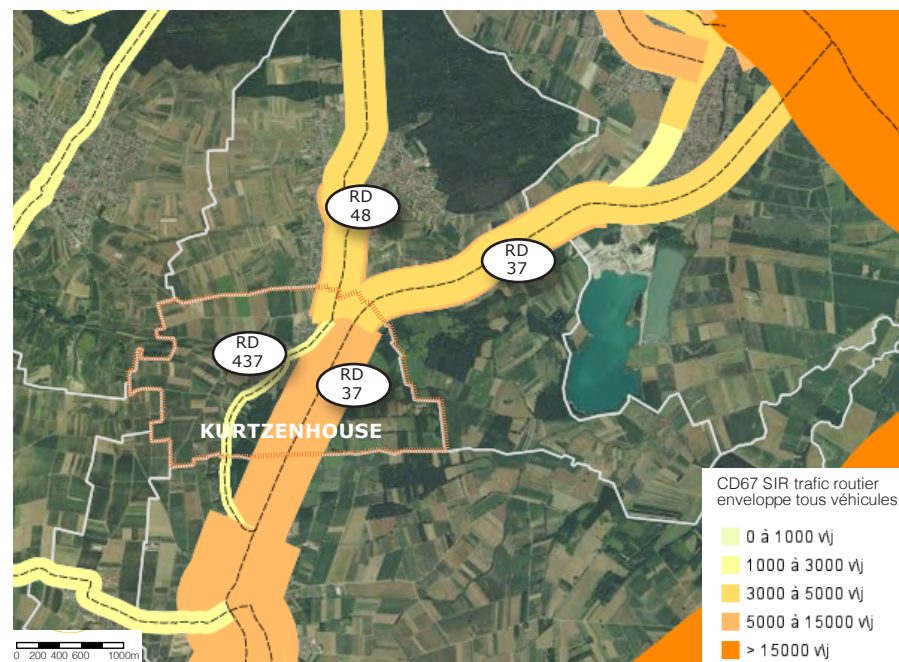 RD
48
RD
37
RD
437
RD
37
KURTZENHOUSE
CD67 SIR trafic routier
enveloppe tous véhicules
0 à 1000 v\j
1000 à 3000 v\j
3000 à 5000 v\j
5000 à 15000 v\j
> 15000 v\j
0 200 400 600 1000m